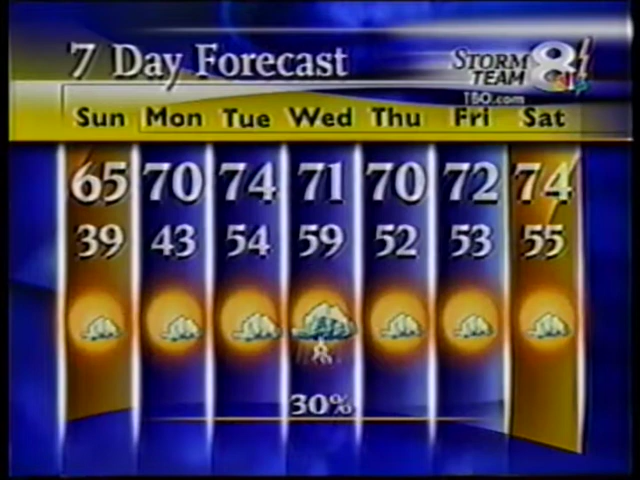 7 Day Forecast
STORM TEAM 8
TBO.com
Sun Mon Tue Wed Thu Fri Sat
65 70 74 71 70 72 74
39 43 54 59 52 53 55
30%